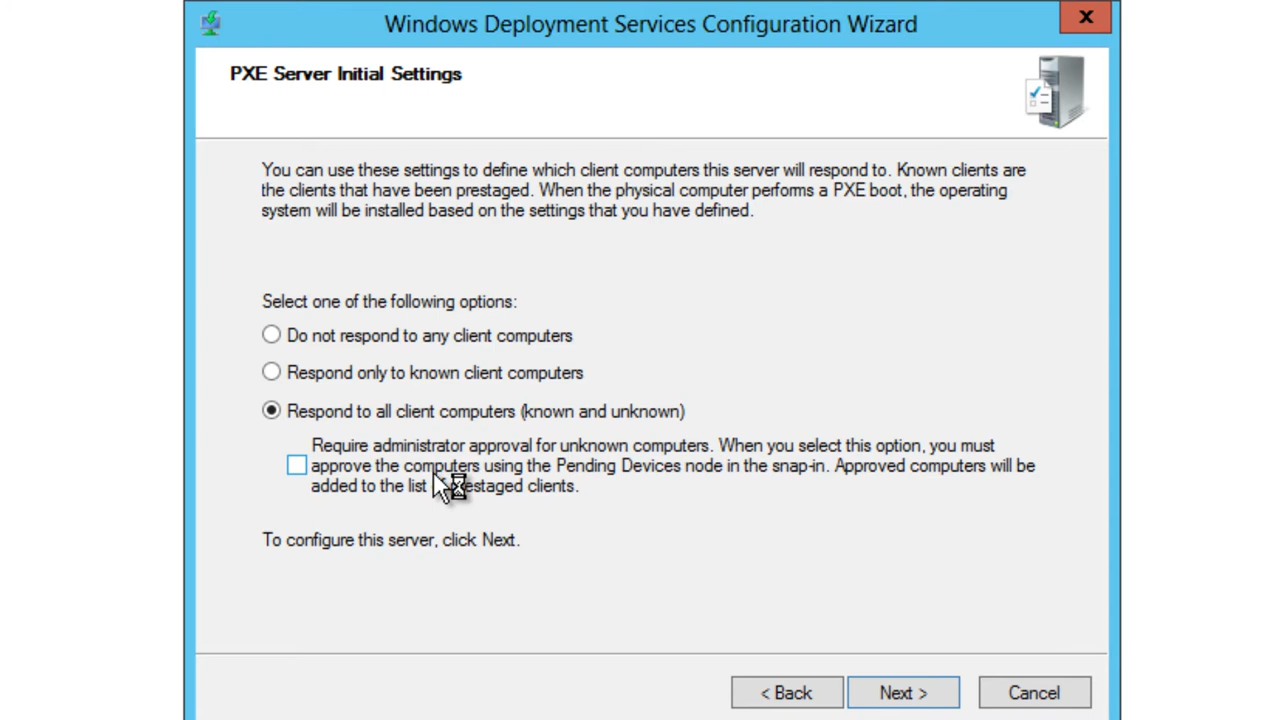 Windows Deployment Services Configuration Wizard
PXE Server Initial Settings
You can use these settings to define which client computers this server will respond to. Known clients are
the clients that have been prestaged. When the physical computer performs a PXE boot, the operating
system will be installed based on the settings that you have defined.
Select one of the following options:
Do not respond to any client computers
Respond only to known client computers
Respond to all client computers (known and unknown)
Require administrator approval for unknown computers. When you select this option, you must
approve the computers using the Pending Devices node in the snap-in. Approved computers will be
added to the list prestaged clients.
To configure this server, click Next.
< Back
Next >
Cancel